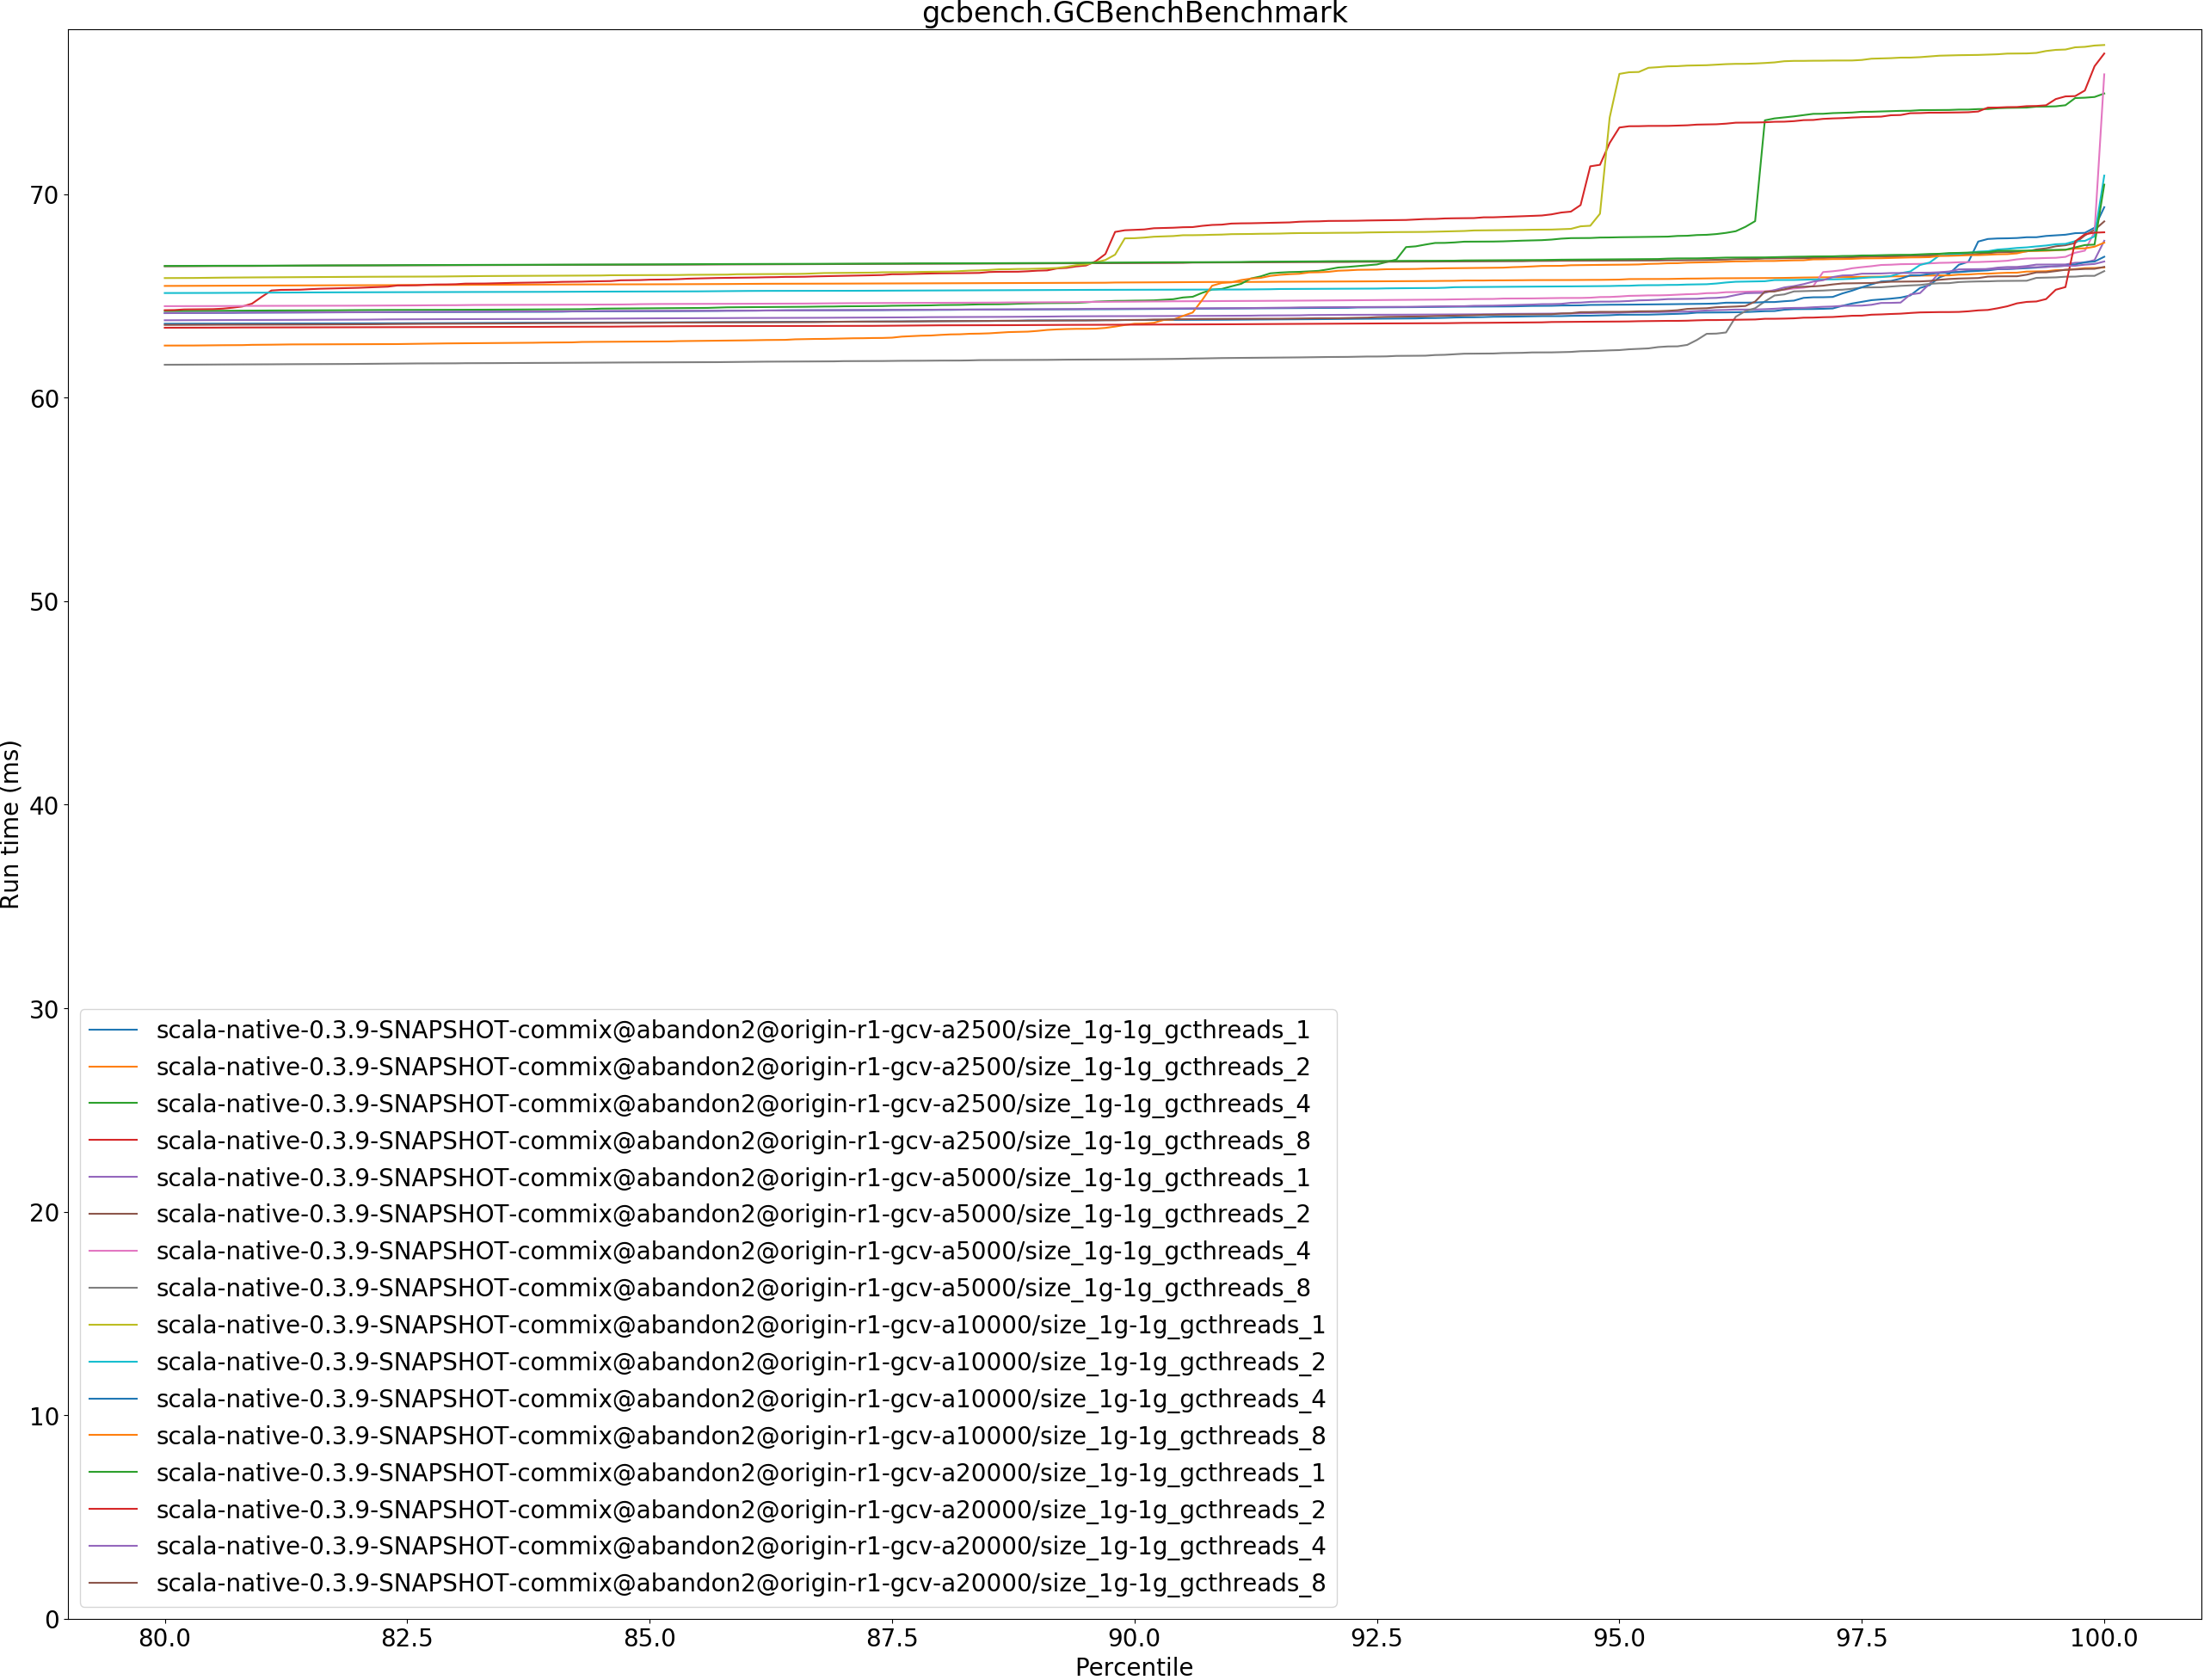 gcbench.GCBenchBenchmark
Run time (ms)
70
60
50
40
30
20
10
0
scala-native-0.3.9-SNAPSHOT-commix@abandon2@origin-r1-gcv-a2500/size_1g-1g_gcthreads_1
scala-native-0.3.9-SNAPSHOT-commix@abandon2@origin-r1-gcv-a2500/size_1g-1g_gcthreads_2
scala-native-0.3.9-SNAPSHOT-commix@abandon2@origin-r1-gcv-a2500/size_1g-1g_gcthreads_4
scala-native-0.3.9-SNAPSHOT-commix@abandon2@origin-r1-gcv-a2500/size_1g-1g_gcthreads_8
scala-native-0.3.9-SNAPSHOT-commix@abandon2@origin-r1-gcv-a5000/size_1g-1g_gcthreads_1
scala-native-0.3.9-SNAPSHOT-commix@abandon2@origin-r1-gcv-a5000/size_1g-1g_gcthreads_2
scala-native-0.3.9-SNAPSHOT-commix@abandon2@origin-r1-gcv-a5000/size_1g-1g_gcthreads_4
scala-native-0.3.9-SNAPSHOT-commix@abandon2@origin-r1-gcv-a5000/size_1g-1g_gcthreads_8
scala-native-0.3.9-SNAPSHOT-commix@abandon2@origin-r1-gcv-a10000/size_1g-1g_gcthreads_1
scala-native-0.3.9-SNAPSHOT-commix@abandon2@origin-r1-gcv-a10000/size_1g-1g_gcthreads_2
scala-native-0.3.9-SNAPSHOT-commix@abandon2@origin-r1-gcv-a10000/size_1g-1g_gcthreads_4
scala-native-0.3.9-SNAPSHOT-commix@abandon2@origin-r1-gcv-a10000/size_1g-1g_gcthreads_8
scala-native-0.3.9-SNAPSHOT-commix@abandon2@origin-r1-gcv-a20000/size_1g-1g_gcthreads_1
scala-native-0.3.9-SNAPSHOT-commix@abandon2@origin-r1-gcv-a20000/size_1g-1g_gcthreads_2
scala-native-0.3.9-SNAPSHOT-commix@abandon2@origin-r1-gcv-a20000/size_1g-1g_gcthreads_4
scala-native-0.3.9-SNAPSHOT-commix@abandon2@origin-r1-gcv-a20000/size_1g-1g_gcthreads_8
80.0 82.5 85.0 87.5 90.0 92.5 95.0 97.5 100.0
Percentile